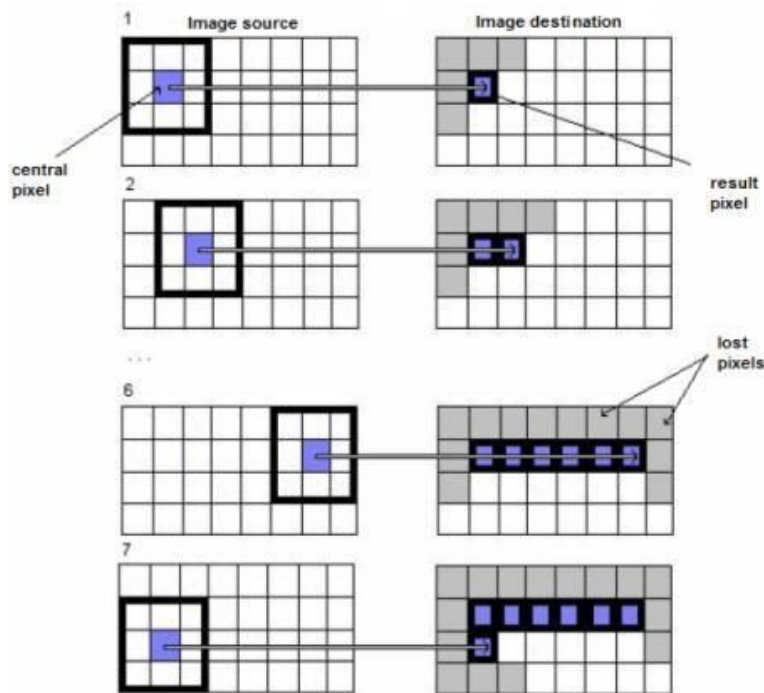 1
Image source
Image destination
central
pixel
result
pixel
2
...
lost
pixels
6
7